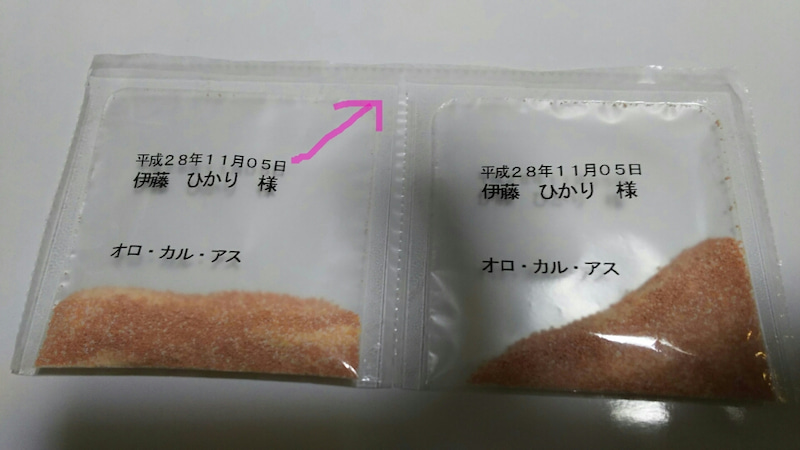 平成２８年１１月０５日
伊藤　ひかり　様
オロ・カル・アス
平成２８年１１月０５日
伊藤　ひかり　様
オロ・カル・アス